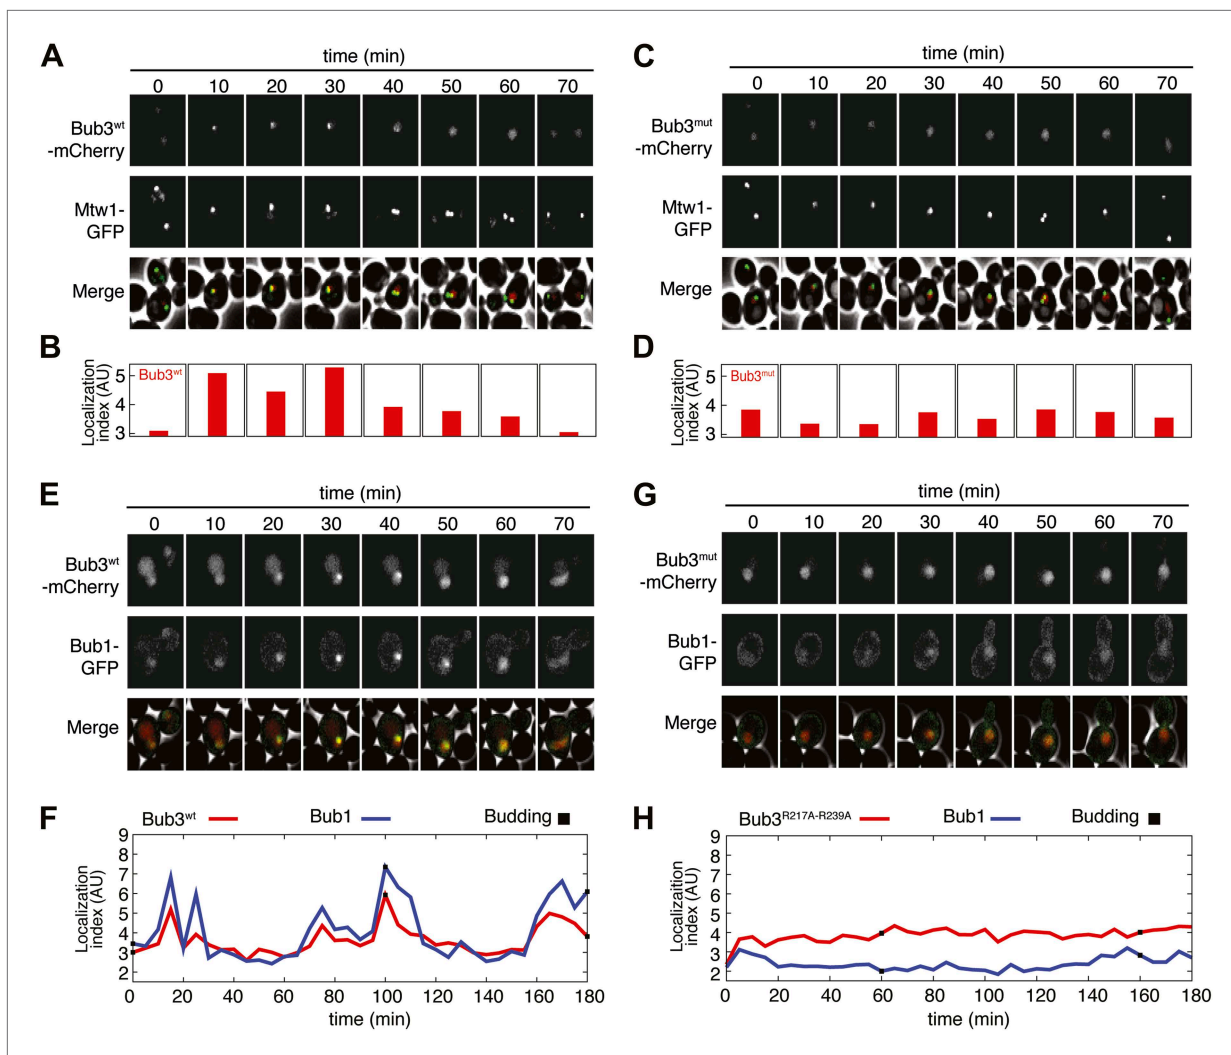 A
time (min)
0 10 20 30 40 50 60 70
Bub3wt
-mCherry
Mtw1-
GFP
Merge
B
Localization
index (AU)
5
4
3
Bub3wt
C
time (min)
0 10 20 30 40 50 60 70
Bub3mut
-mCherry
Mtw1-
GFP
Merge
D
Localization
index (AU)
5
4
3
Bub3mut
E
time (min)
0 10 20 30 40 50 60 70
Bub3wt
-mCherry
Bub1-
GFP
Merge
G
time (min)
0 10 20 30 40 50 60 70
Bub3mut
-mCherry
Bub1-
GFP
Merge
F
Bub3wt Bub1 Budding
Localization
index (AU)
9
8
7
6
5
4
3
2
0 20 40 60 80 100 120 140 160 180
time (min)
H
Bub3R217A-R239A Bub1 Budding
Localizaition
index (AU)
9
8
7
6
5
4
3
2
0 20 40 60 80 100 120 140 160 180
time (min)